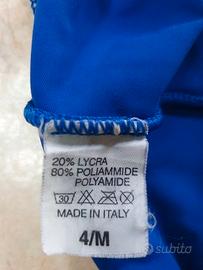 20% LYCRA
80% POLIAMMIDE
POLYAMIDE
30
MADE IN ITALY
4/M
subito